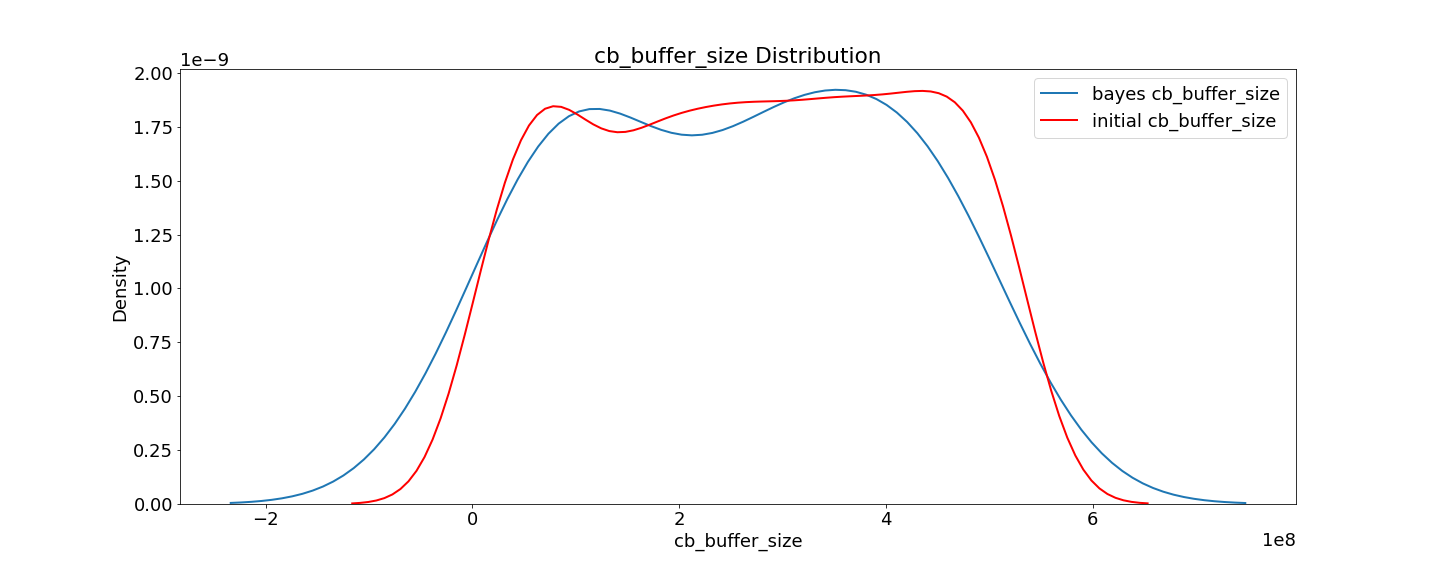 cb_buffer_size Distribution
1e−9
2.00
1.75
1.50
1.25
1.00
0.75
0.50
0.25
0.00
Density
bayes cb_buffer_size
initial cb_buffer_size
−2
0
2
4
6
cb_buffer_size
1e8